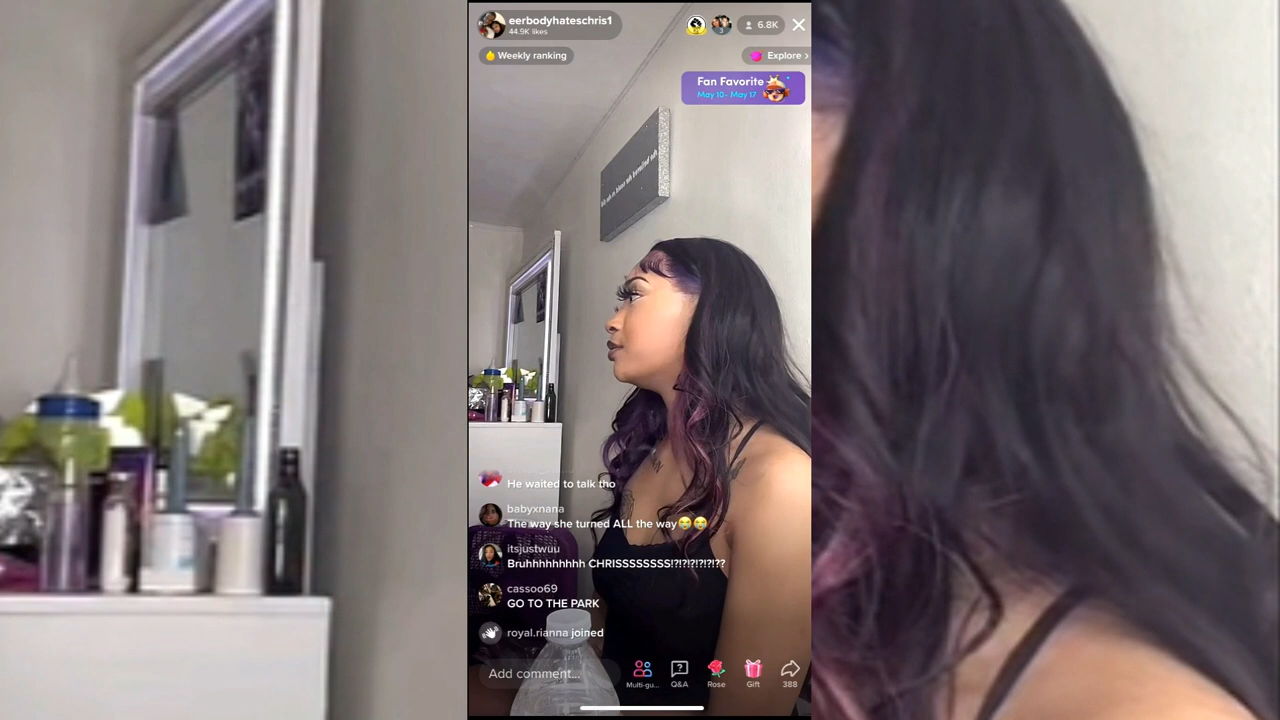 eerbodyhateschris1
44.9K likes
6.8K
Weekly ranking
Explore ›
Fan Favorite
May 10- May 17
He waited to talk tho
babyxnana
The way she turned ALL the way😭😭
itsjustwuu
Bruhhhhhhhhh CHRISSSSSSSS!?!?!?!?!?!??
cassoo69
GO TO THE PARK
royal.rianna joined
Add comment...
Multi-gu...
Q&A
Rose
Gift
388